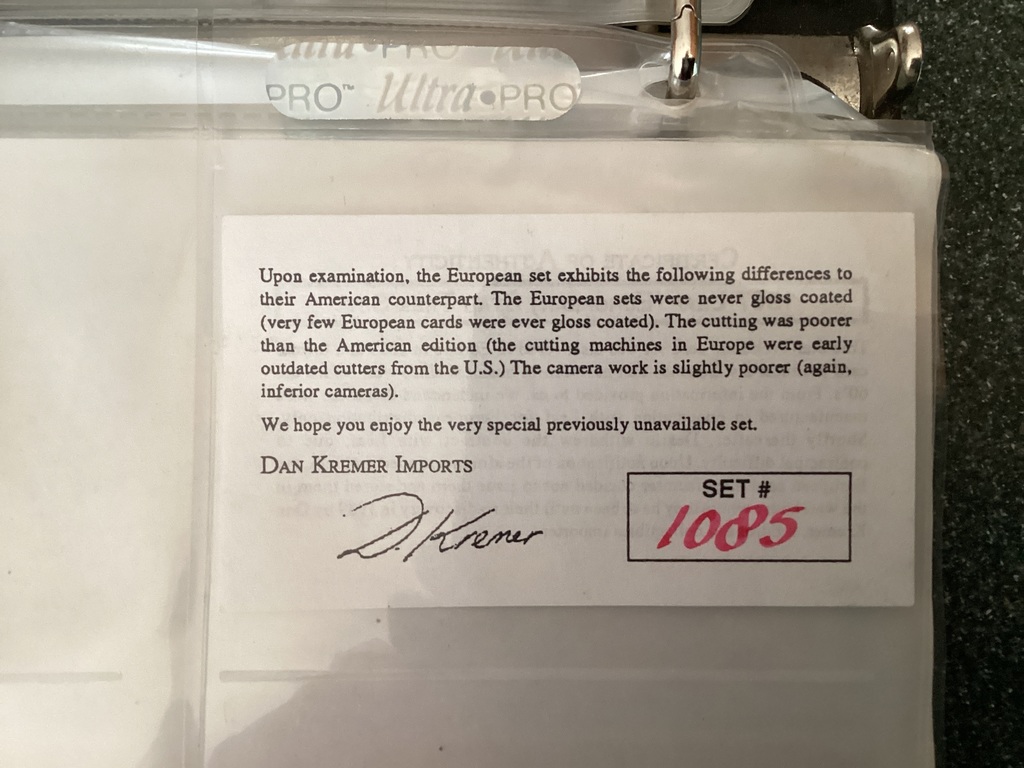 PRO™ Ultra•PRO
Upon examination, the European set exhibits the following differences to
their American counterpart. The European sets were never gloss coated
(very few European cards were ever gloss coated). The cutting was poorer
than the American edition (the cutting machines in Europe were early
outdated cutters from the U.S.) The camera work is slightly poorer (again,
inferior cameras).
We hope you enjoy the very special previously unavailable set.
DAN KREMER IMPORTS
D. Kremer
SET #
1085